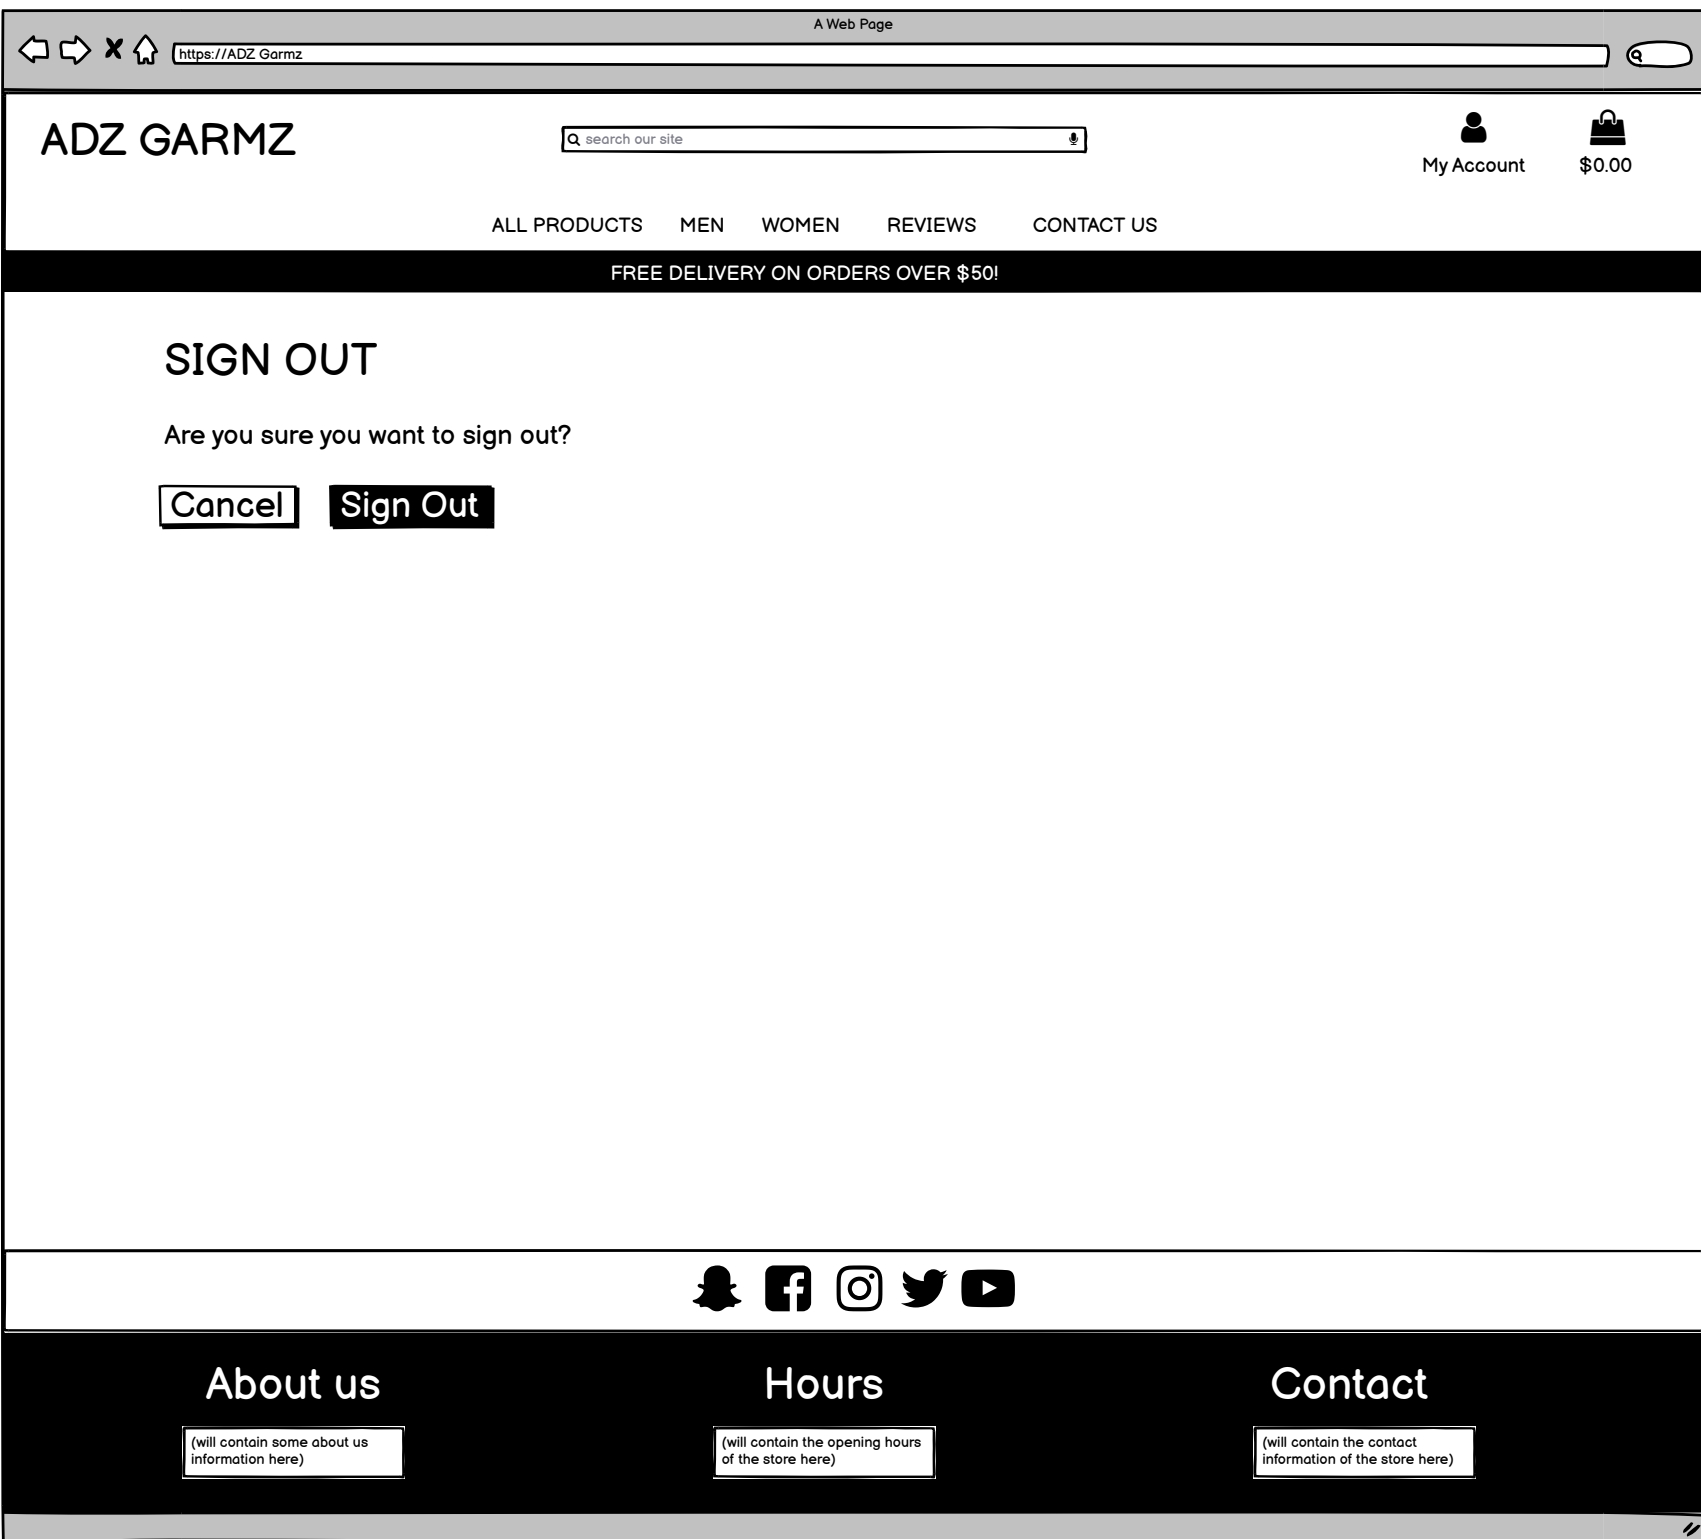 A Web Page
https://ADZ Garmz
ADZ GARMZ
search our site
My Account
$0.00
ALL PRODUCTS MEN WOMEN REVIEWS CONTACT US
FREE DELIVERY ON ORDERS OVER $50!
SIGN OUT
Are you sure you want to sign out?
Cancel Sign Out
About us
(will contain some about us
information here)
Hours
(will contain the opening hours
of the store here)
Contact
(will contain the contact
information of the store here)